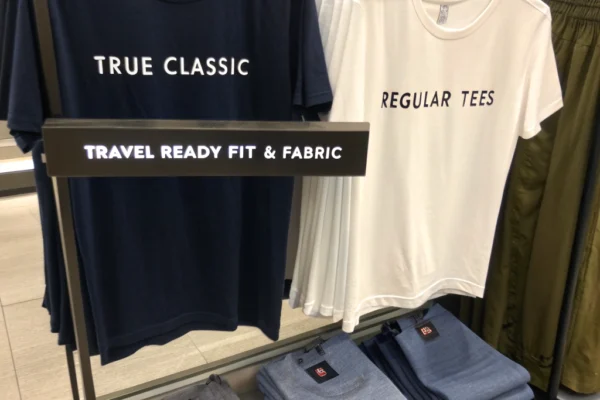 TRUE CLASSIC
REGULAR TEES
TRAVEL READY FIT & FABRIC